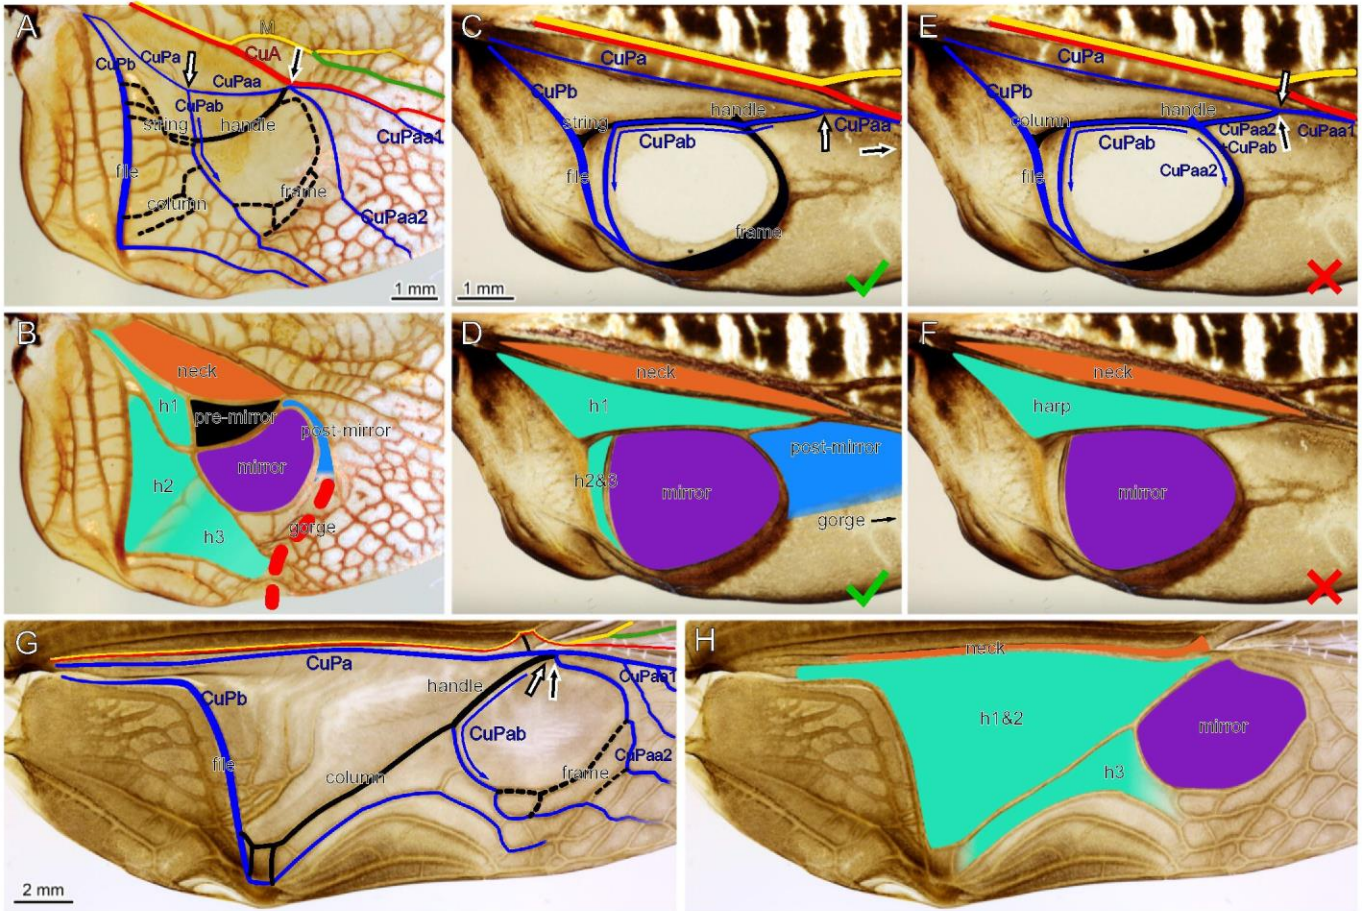 A
M
CuA
CuPb
CuPa
CuPaa
CuPab
string
handle
CuPaa1
file
column
frame
CuPaa2
1 mm
C
CuPa
CuPb
string
handle
CuPaa
CuPab
file
frame
1 mm
E
CuPa
CuPb
column
handle
CuPaa2
+CuPab
CuPaa1
CuPab
CuPaa2
file
B
neck
h1
pre-mirror
post-mirror
mirror
h2
h3
gorge
D
neck
h1
post-mirror
h2&3
mirror
gorge
F
neck
harp
mirror
G
CuPa
CuPb
handle
CuPaa1
CuPab
file
column
frame
CuPaa2
2 mm
H
neck
h1&2
mirror
h3